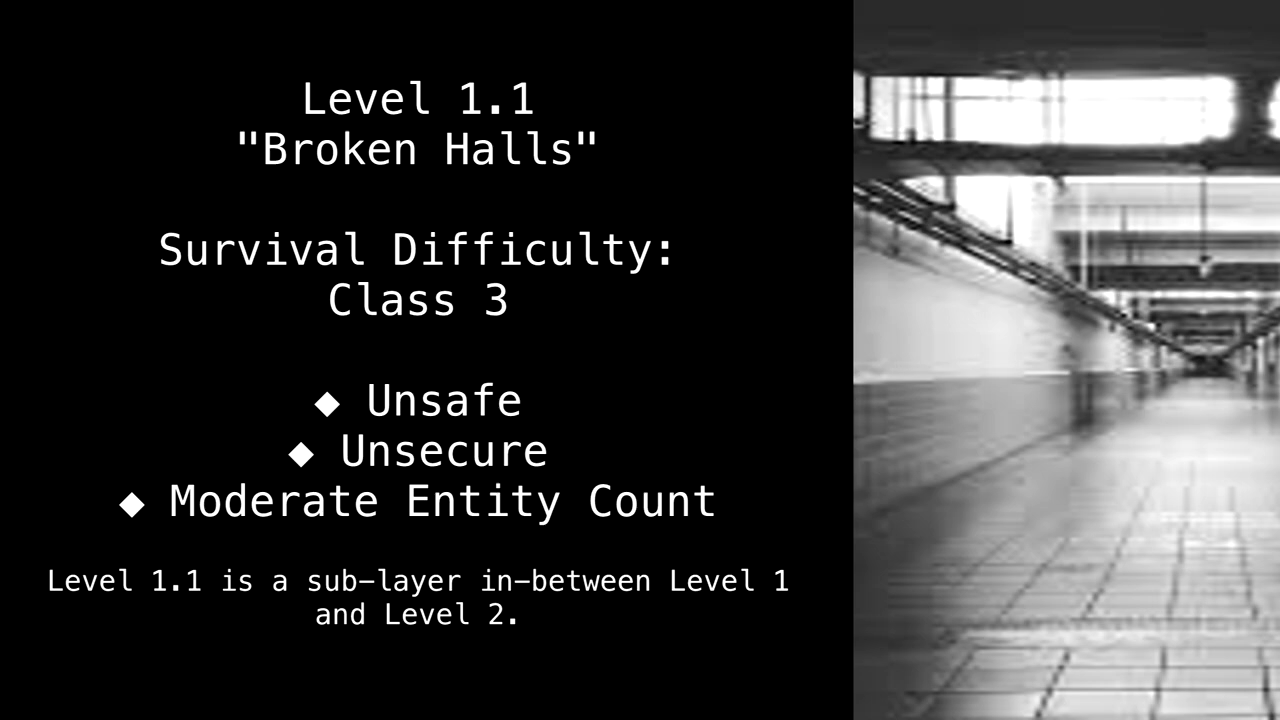 Level 1.1
"Broken Halls"
Survival Difficulty:
Class 3
◆ Unsafe
◆ Unsecure
◆ Moderate Entity Count
Level 1.1 is a sub-layer in-between Level 1
and Level 2.